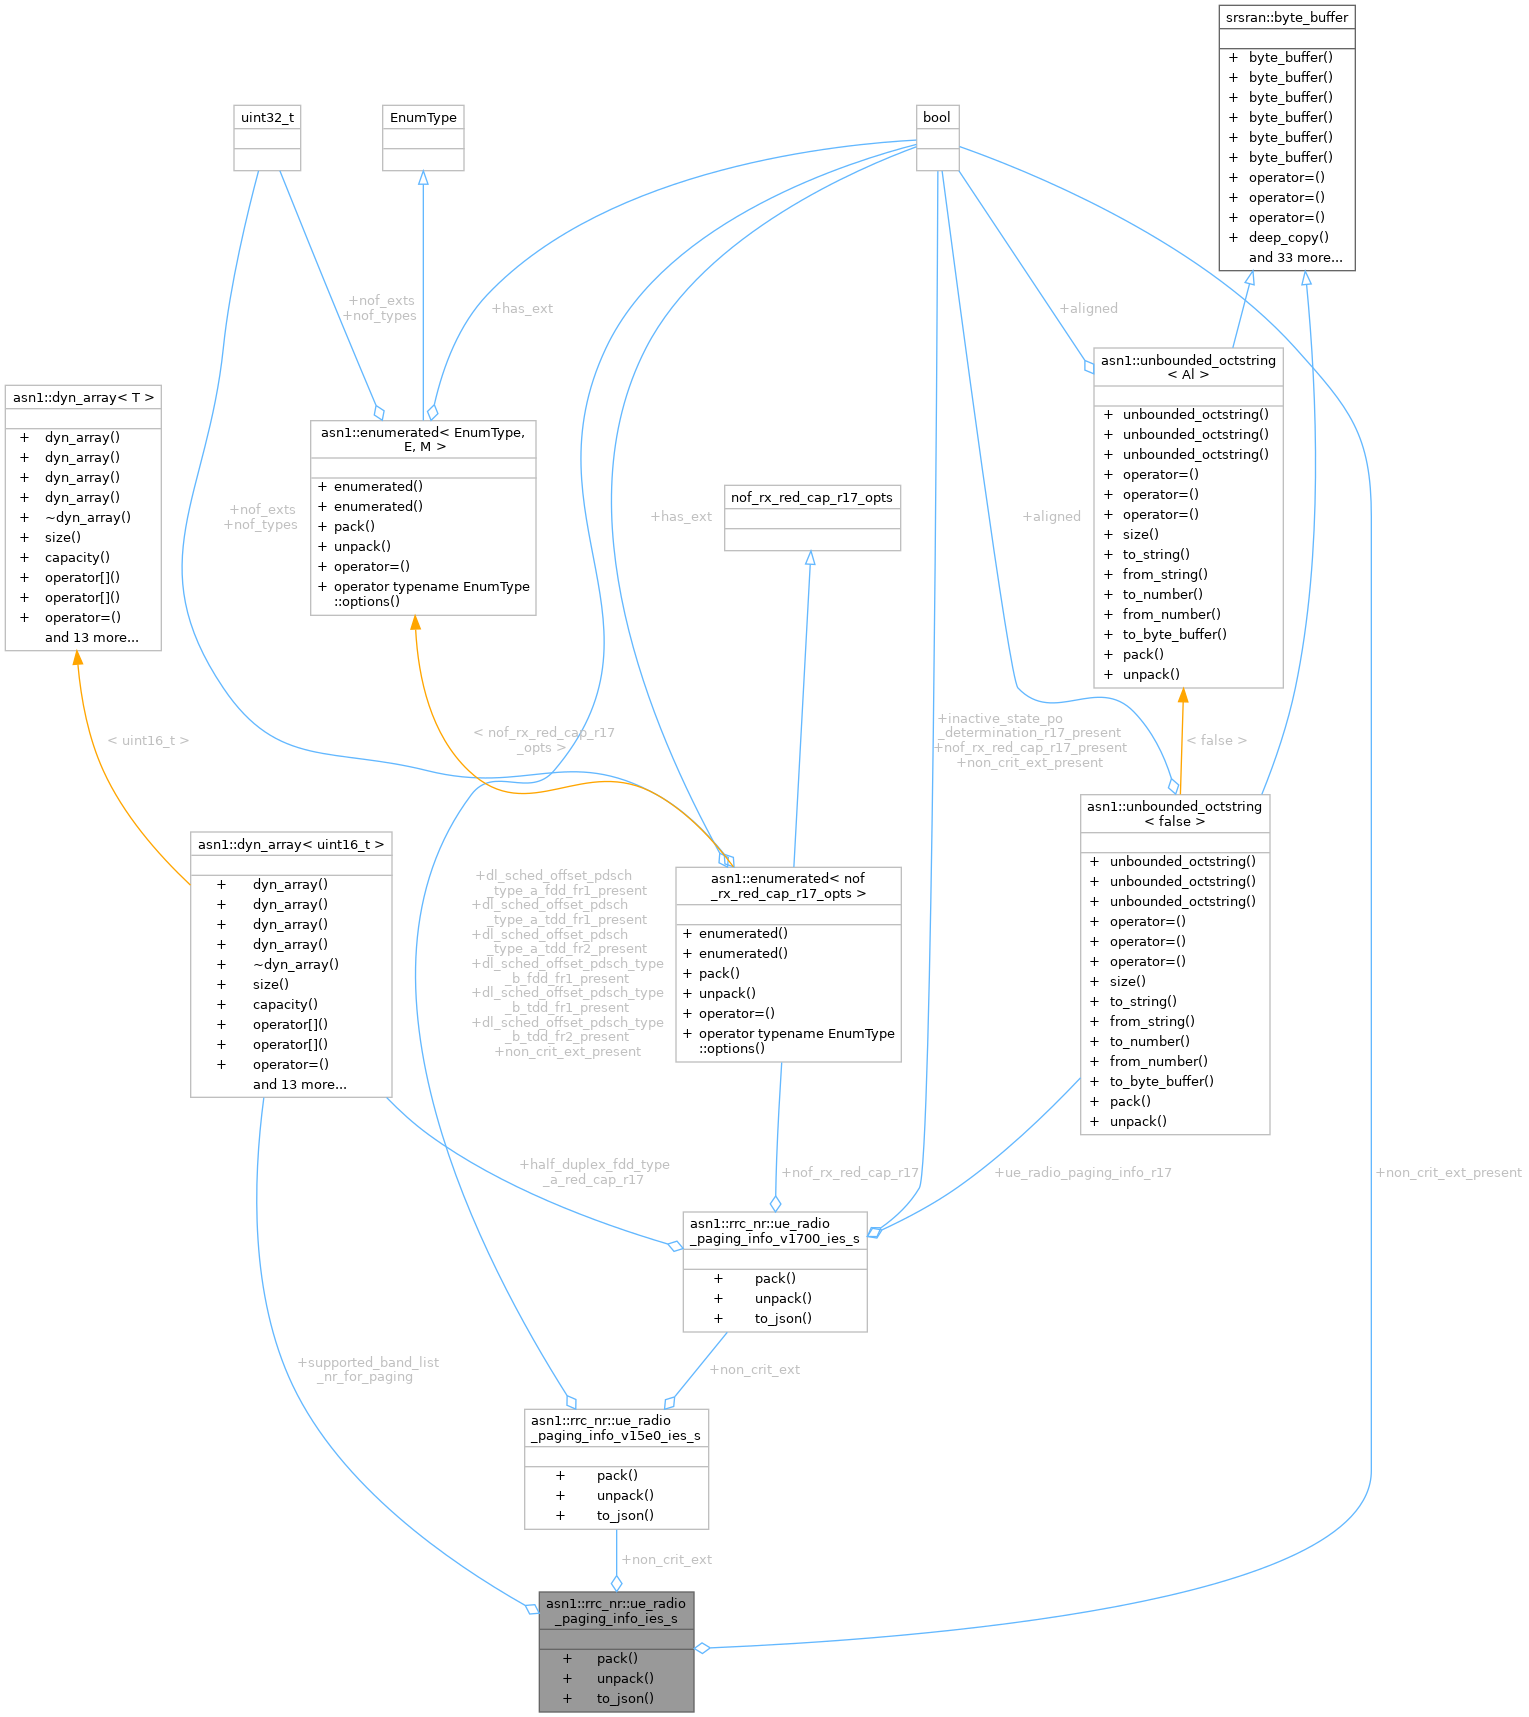 srsran::byte_buffer
+ byte_buffer()
+ byte_buffer()
+ byte_buffer()
+ byte_buffer()
+ byte_buffer()
+ byte_buffer()
+ operator=()
+ operator=()
+ operator=()
+ deep_copy()
and 33 more...
uint32_t
EnumType
bool
+nof_exts
+nof_types
+has_ext
+aligned
asn1::unbounded_octstring
< Al >
+ unbounded_octstring()
+ unbounded_octstring()
+ unbounded_octstring()
+ operator=()
+ operator=()
+ operator=()
+ size()
+ to_string()
+ from_string()
+ to_number()
+ from_number()
+ to_byte_buffer()
+ pack()
+ unpack()
asn1::dyn_array< T >
+ dyn_array()
+ dyn_array()
+ dyn_array()
+ dyn_array()
+ ~dyn_array()
+ size()
+ capacity()
+ operator[]()
+ operator[]()
+ operator=()
and 13 more...
asn1::enumerated< EnumType,
E, M >
+ enumerated()
+ enumerated()
+ pack()
+ unpack()
+ operator=()
+ operator typename EnumType
::options()
nof_rx_red_cap_r17_opts
+nof_exts
+nof_types
+has_ext
+aligned
< uint16_t >
< nof_rx_red_cap_r17
_opts >
+inactive_state_po
_determination_r17_present
+nof_rx_red_cap_r17_present
+non_crit_ext_present
< false >
asn1::unbounded_octstring
< false >
+ unbounded_octstring()
+ unbounded_octstring()
+ unbounded_octstring()
+ operator=()
+ operator=()
+ operator=()
+ size()
+ to_string()
+ from_string()
+ to_number()
+ from_number()
+ to_byte_buffer()
+ pack()
+ unpack()
asn1::dyn_array< uint16_t >
+ dyn_array()
+ dyn_array()
+ dyn_array()
+ dyn_array()
+ ~dyn_array()
+ size()
+ capacity()
+ operator[]()
+ operator[]()
+ operator=()
and 13 more...
+dl_sched_offset_pdsch
_type_a_fdd_fr1_present
+dl_sched_offset_pdsch
_type_a_tdd_fr1_present
+dl_sched_offset_pdsch
_type_a_tdd_fr2_present
+dl_sched_offset_pdsch_type
_b_fdd_fr1_present
+dl_sched_offset_pdsch_type
_b_tdd_fr1_present
+dl_sched_offset_pdsch_type
_b_tdd_fr2_present
+non_crit_ext_present
asn1::enumerated< nof
_rx_red_cap_r17_opts >
+ enumerated()
+ enumerated()
+ pack()
+ unpack()
+ operator=()
+ operator typename EnumType
::options()
+half_duplex_fdd_type
_a_red_cap_r17
+nof_rx_red_cap_r17
+ue_radio_paging_info_r17
+non_crit_ext_present
asn1::rrc_nr::ue_radio
_paging_info_v1700_ies_s
+ pack()
+ unpack()
+ to_json()
+supported_band_list
_nr_for_paging
+non_crit_ext
asn1::rrc_nr::ue_radio
_paging_info_v15e0_ies_s
+ pack()
+ unpack()
+ to_json()
+non_crit_ext
asn1::rrc_nr::ue_radio
_paging_info_ies_s
+ pack()
+ unpack()
+ to_json()